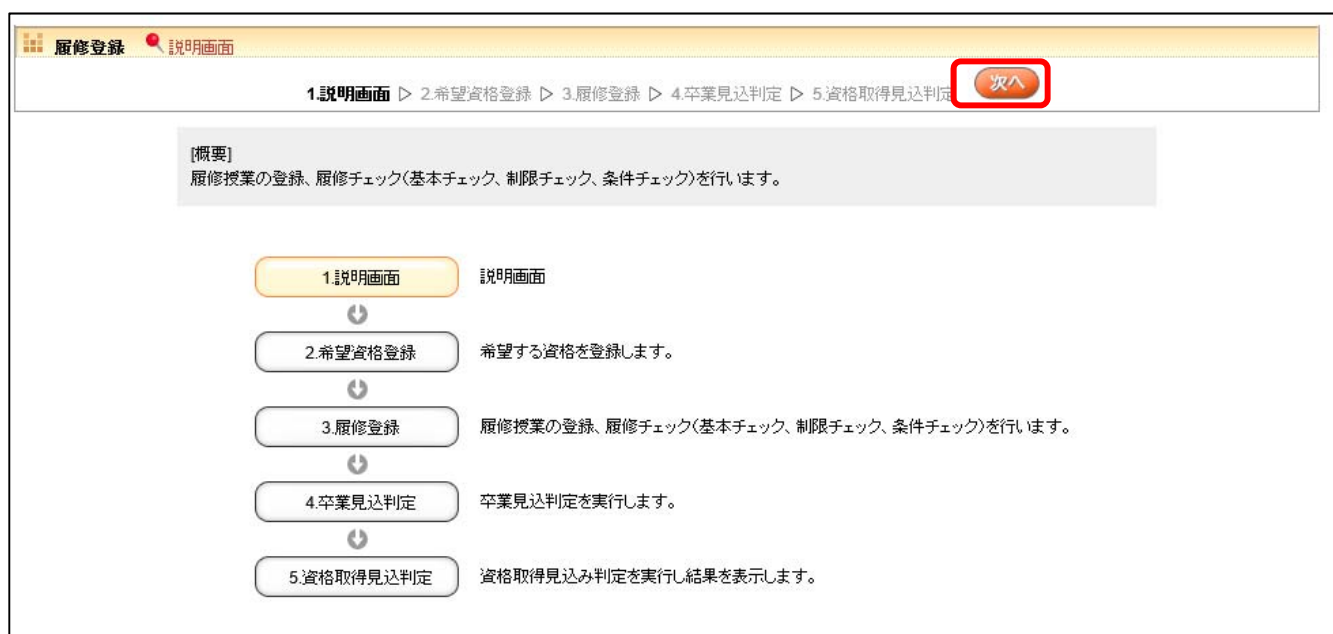 履修登録 説明画面
1.説明画面 ▷ 2.希望資格登録 ▷ 3.履修登録 ▷ 4.卒業見込判定 ▷ 5.資格取得見込判定 次へ
[概要]
履修授業の登録、履修チェック(基本チェック、制限チェック、条件チェック)を行います。
1.説明画面 説明画面
2.希望資格登録 希望する資格を登録します。
3.履修登録 履修授業の登録、履修チェック(基本チェック、制限チェック、条件チェック)を行います。
4.卒業見込判定 卒業見込判定を実行します。
5.資格取得見込判定 資格取得見込み判定を実行し結果を表示します。